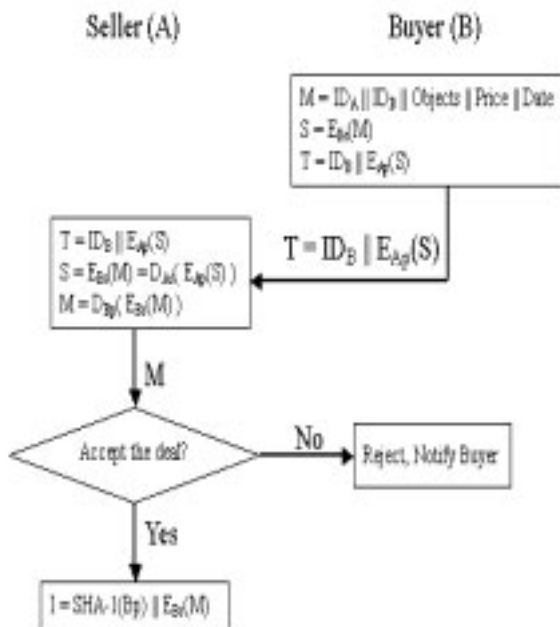 Seller (A)
Buyer (B)
M = ID_A || ID_B || Objects || Price || Date
S = E_Bs(M)
T = ID_B || E_Ap(S)
T = ID_B || E_Ap(S)
T = ID_B || E_Ap(S)
S = E_Bs(M) = D_As( E_Ap(S) )
M = D_Bp( E_Bs(M) )
M
Accept the deal?
No
Reject, Notify Buyer
Yes
I = SHA-1(Bp) || E_Bs(M)